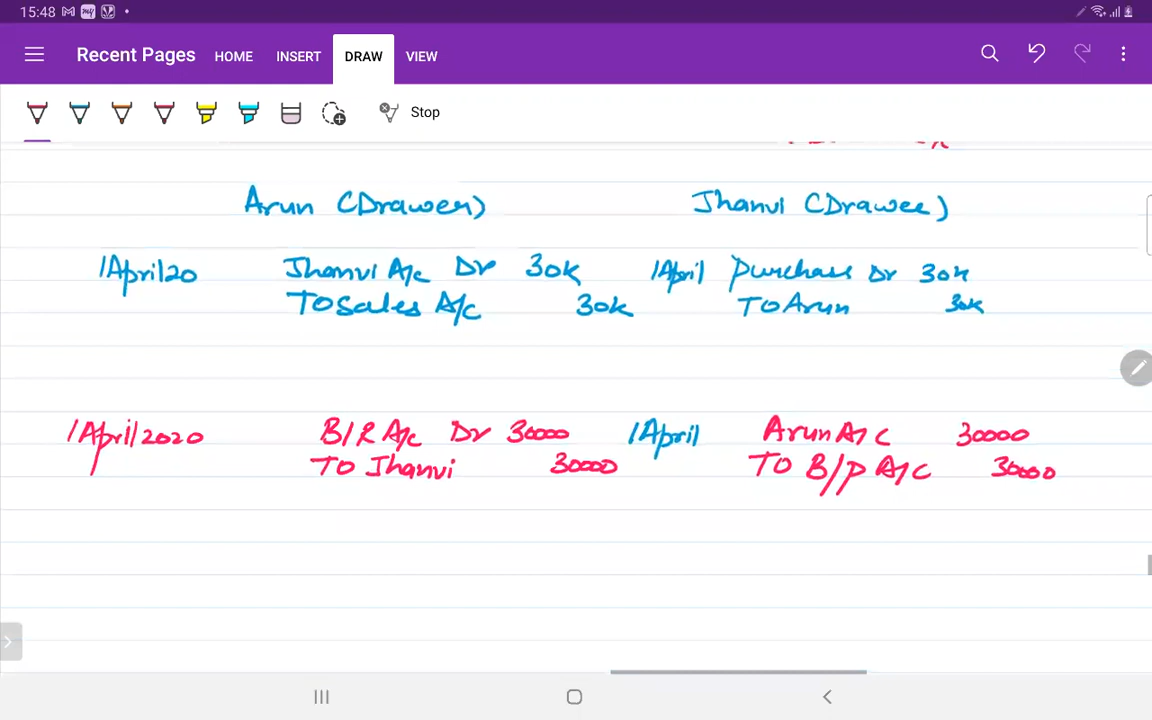 15:48
Recent Pages HOME INSERT DRAW VIEW
Stop
Arun (Drawer) Jhanvi (Drawee)
1April20 Jhanvi A/c Dr 30k 1April purchase Dr 30k
To Sales A/c 30k To Arun 30k
1April2020 B/R A/c Dr 30000 1April Arun A/c 30000
To Jhanvi 30000 To B/P A/c 30000